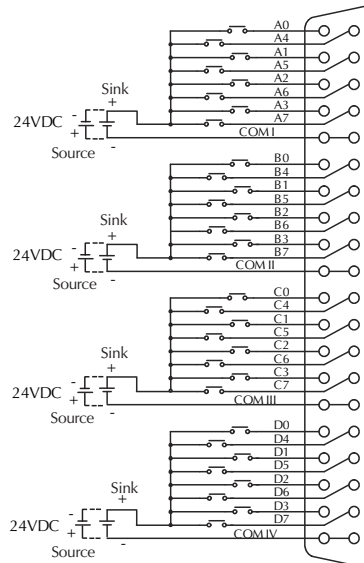 A0
A4
A1
A5
A2
A6
A3
A7
Sink
+
24VDC - +
COM I
Source -
B0
B4
B1
B5
B2
B6
B3
B7
Sink
+
24VDC - +
COM II
Source -
C0
C4
C1
C5
C2
C6
C3
C7
Sink
+
24VDC - +
COM III
Source -
D0
D4
D1
D5
D2
D6
D3
D7
Sink
+
24VDC - +
COM IV
Source -